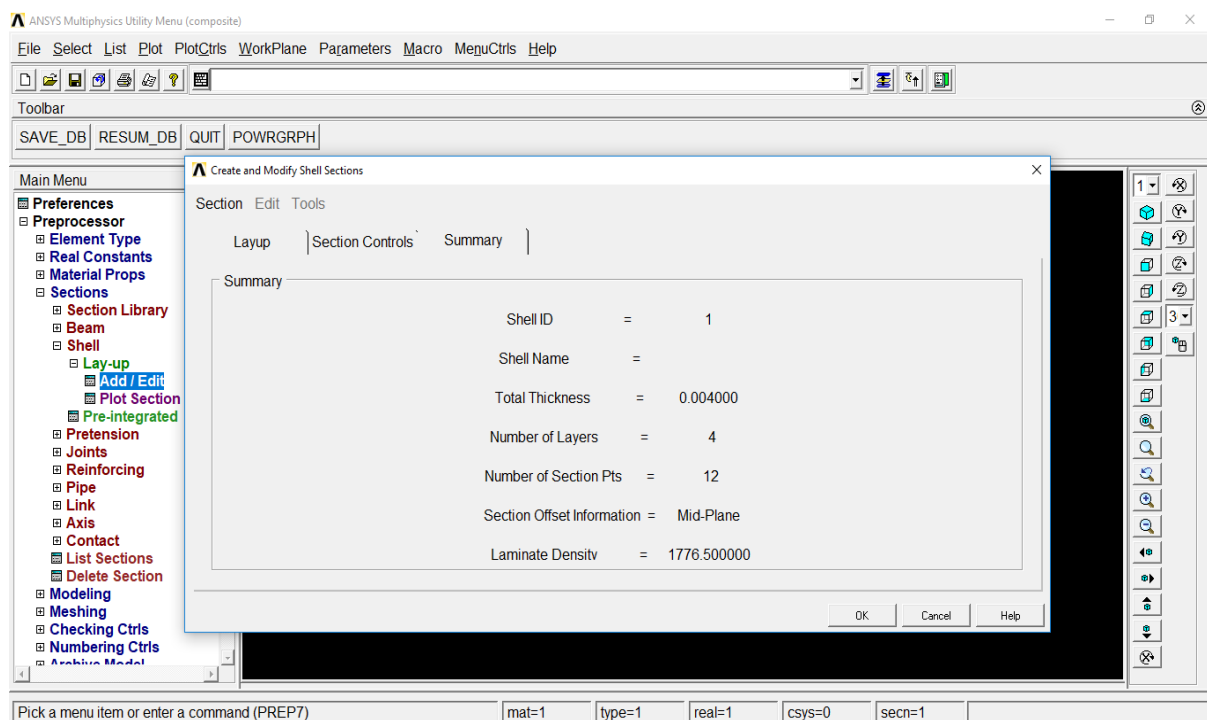 ANSYS Multiphysics Utility Menu (composite)
File Select List Plot PlotCtrls WorkPlane Parameters Macro MenuCtrls Help
Toolbar
SAVE_DB RESUM_DB QUIT POWRGRPH
Main Menu
Preferences
Preprocessor
Element Type
Real Constants
Material Props
Sections
Section Library
Beam
Shell
Lay-up
Add / Edit
Plot Section
Pre-integrated
Pretension
Joints
Reinforcing
Pipe
Link
Axis
Contact
List Sections
Delete Section
Modeling
Meshing
Checking Ctrls
Numbering Ctrls
Archive Model
Create and Modify Shell Sections
Section Edit Tools
Layup Section Controls Summary
Summary
Shell ID = 1
Shell Name =
Total Thickness = 0.004000
Number of Layers = 4
Number of Section Pts = 12
Section Offset Information = Mid-Plane
Laminate Density = 1776.500000
OK Cancel Help
1
3
Pick a menu item or enter a command (PREP7) mat=1 type=1 real=1 csys=0 secn=1